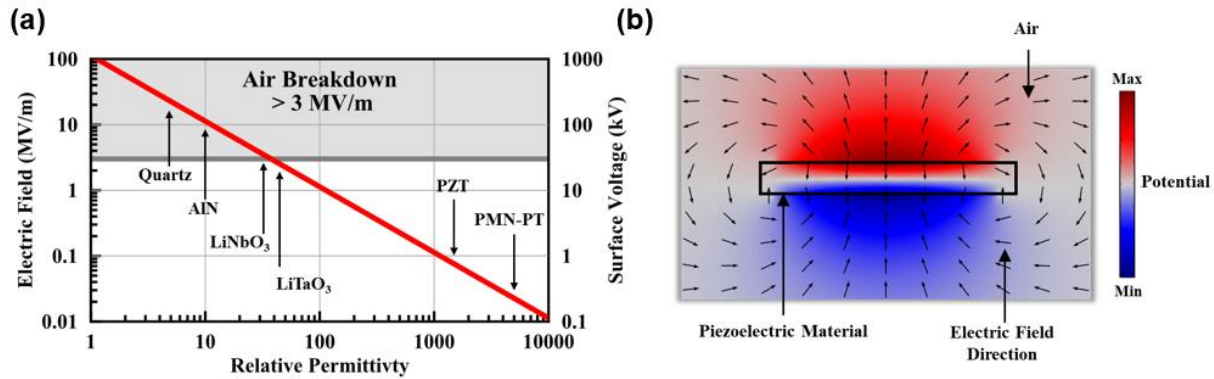 (a)
Electric Field (MV/m)
100
10
1
0.1
0.01
Air Breakdown
> 3 MV/m
Quartz
AlN
LiNbO₃
LiTaO₃
PZT
PMN-PT
1000
100
10
1
0.1
Surface Voltage (kV)
1
10
100
1000
10000
Relative Permittivty
(b)
Air
Max
Potential
Min
Piezoelectric Material
Electric Field
Direction